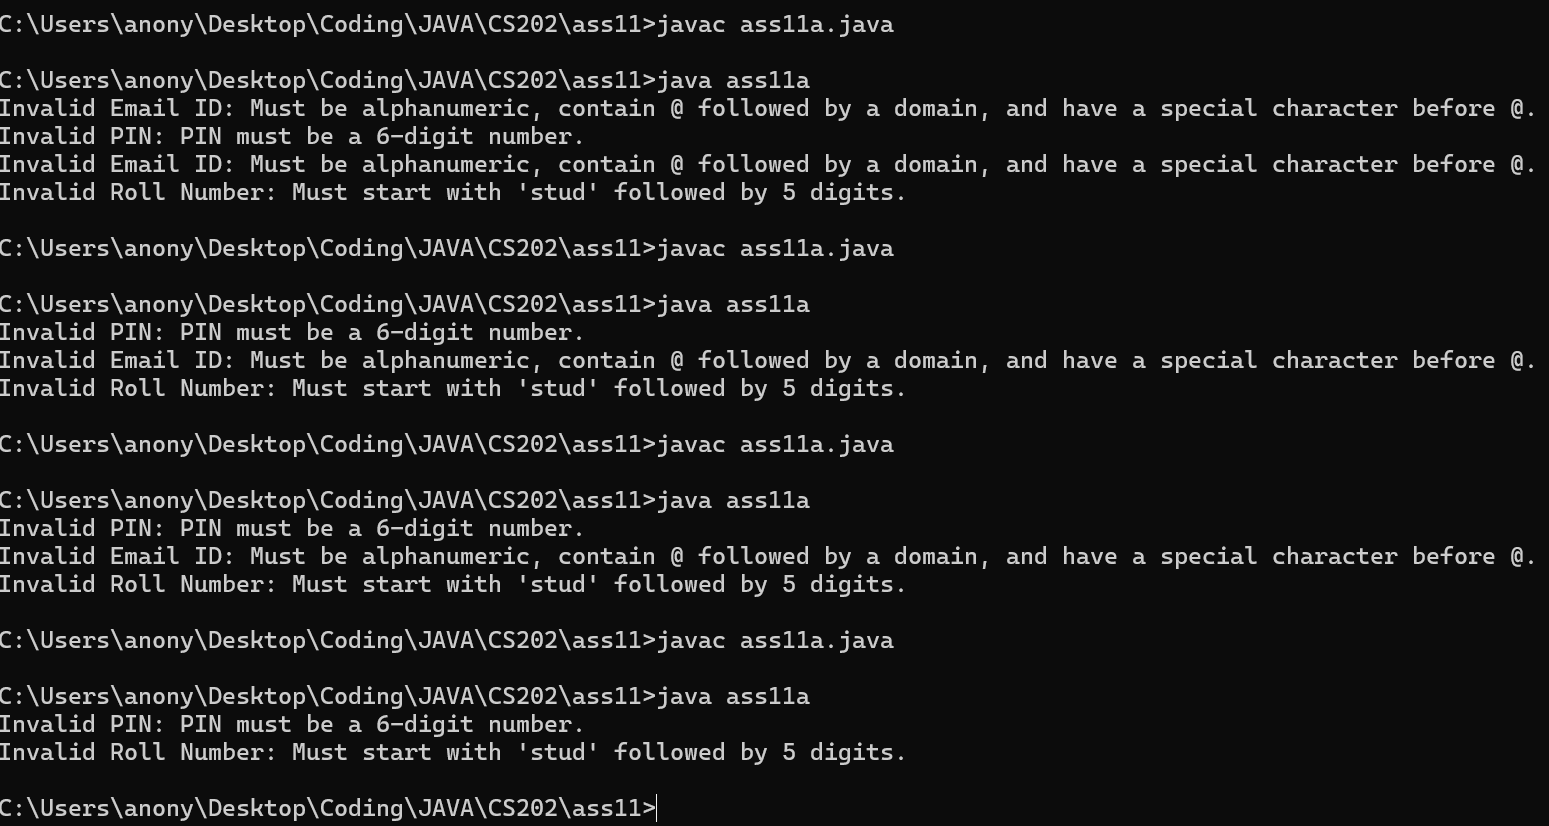 C:\Users\anony\Desktop\Coding\JAVA\CS202\ass11>javac ass11a.java
C:\Users\anony\Desktop\Coding\JAVA\CS202\ass11>java ass11a
Invalid Email ID: Must be alphanumeric, contain @ followed by a domain, and have a special character before @.
Invalid PIN: PIN must be a 6-digit number.
Invalid Email ID: Must be alphanumeric, contain @ followed by a domain, and have a special character before @.
Invalid Roll Number: Must start with 'stud' followed by 5 digits.
C:\Users\anony\Desktop\Coding\JAVA\CS202\ass11>javac ass11a.java
C:\Users\anony\Desktop\Coding\JAVA\CS202\ass11>java ass11a
Invalid PIN: PIN must be a 6-digit number.
Invalid Email ID: Must be alphanumeric, contain @ followed by a domain, and have a special character before @.
Invalid Roll Number: Must start with 'stud' followed by 5 digits.
C:\Users\anony\Desktop\Coding\JAVA\CS202\ass11>javac ass11a.java
C:\Users\anony\Desktop\Coding\JAVA\CS202\ass11>java ass11a
Invalid PIN: PIN must be a 6-digit number.
Invalid Email ID: Must be alphanumeric, contain @ followed by a domain, and have a special character before @.
Invalid Roll Number: Must start with 'stud' followed by 5 digits.
C:\Users\anony\Desktop\Coding\JAVA\CS202\ass11>javac ass11a.java
C:\Users\anony\Desktop\Coding\JAVA\CS202\ass11>java ass11a
Invalid PIN: PIN must be a 6-digit number.
Invalid Roll Number: Must start with 'stud' followed by 5 digits.
C:\Users\anony\Desktop\Coding\JAVA\CS202\ass11>